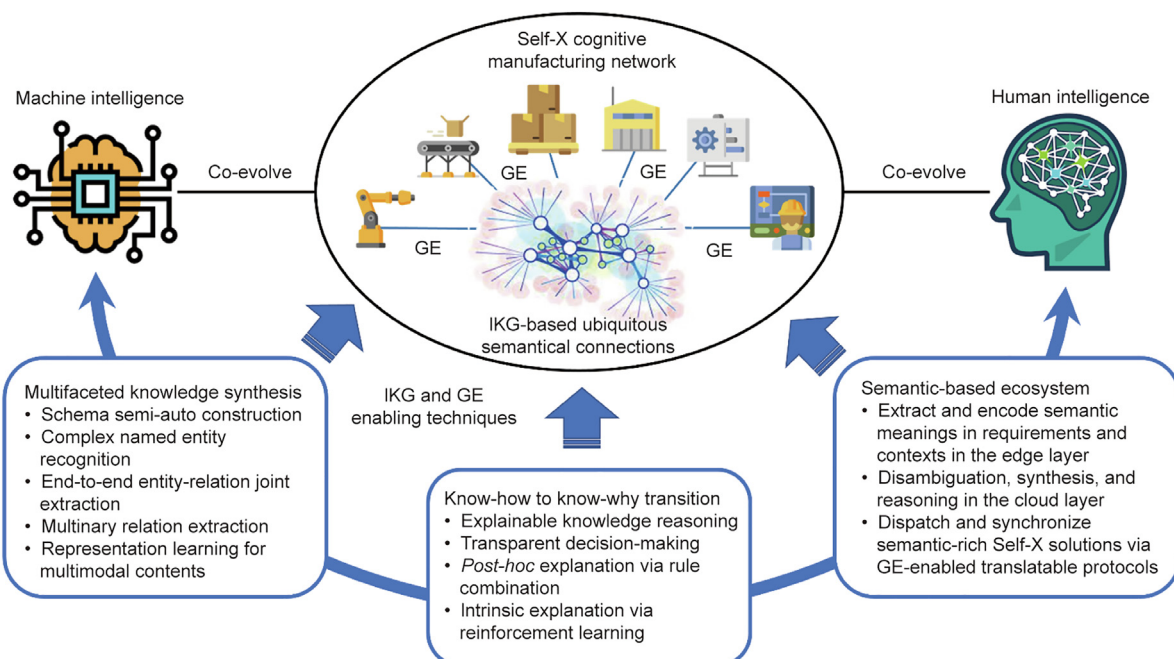 Self-X cognitive
manufacturing network
Machine intelligence
Human intelligence
Co-evolve
Co-evolve
GE
GE
GE
GE
IKG-based ubiquitous
semantical connections
IKG and GE
enabling techniques
Multifaceted knowledge synthesis
• Schema semi-auto construction
• Complex named entity
recognition
• End-to-end entity-relation joint
extraction
• Multinary relation extraction
• Representation learning for
multimodal contents
Know-how to know-why transition
• Explainable knowledge reasoning
• Transparent decision-making
• Post-hoc explanation via rule
combination
• Intrinsic explanation via
reinforcement learning
Semantic-based ecosystem
• Extract and encode semantic
meanings in requirements and
contexts in the edge layer
• Disambiguation, synthesis, and
reasoning in the cloud layer
• Dispatch and synchronize
semantic-rich Self-X solutions via
GE-enabled translatable protocols